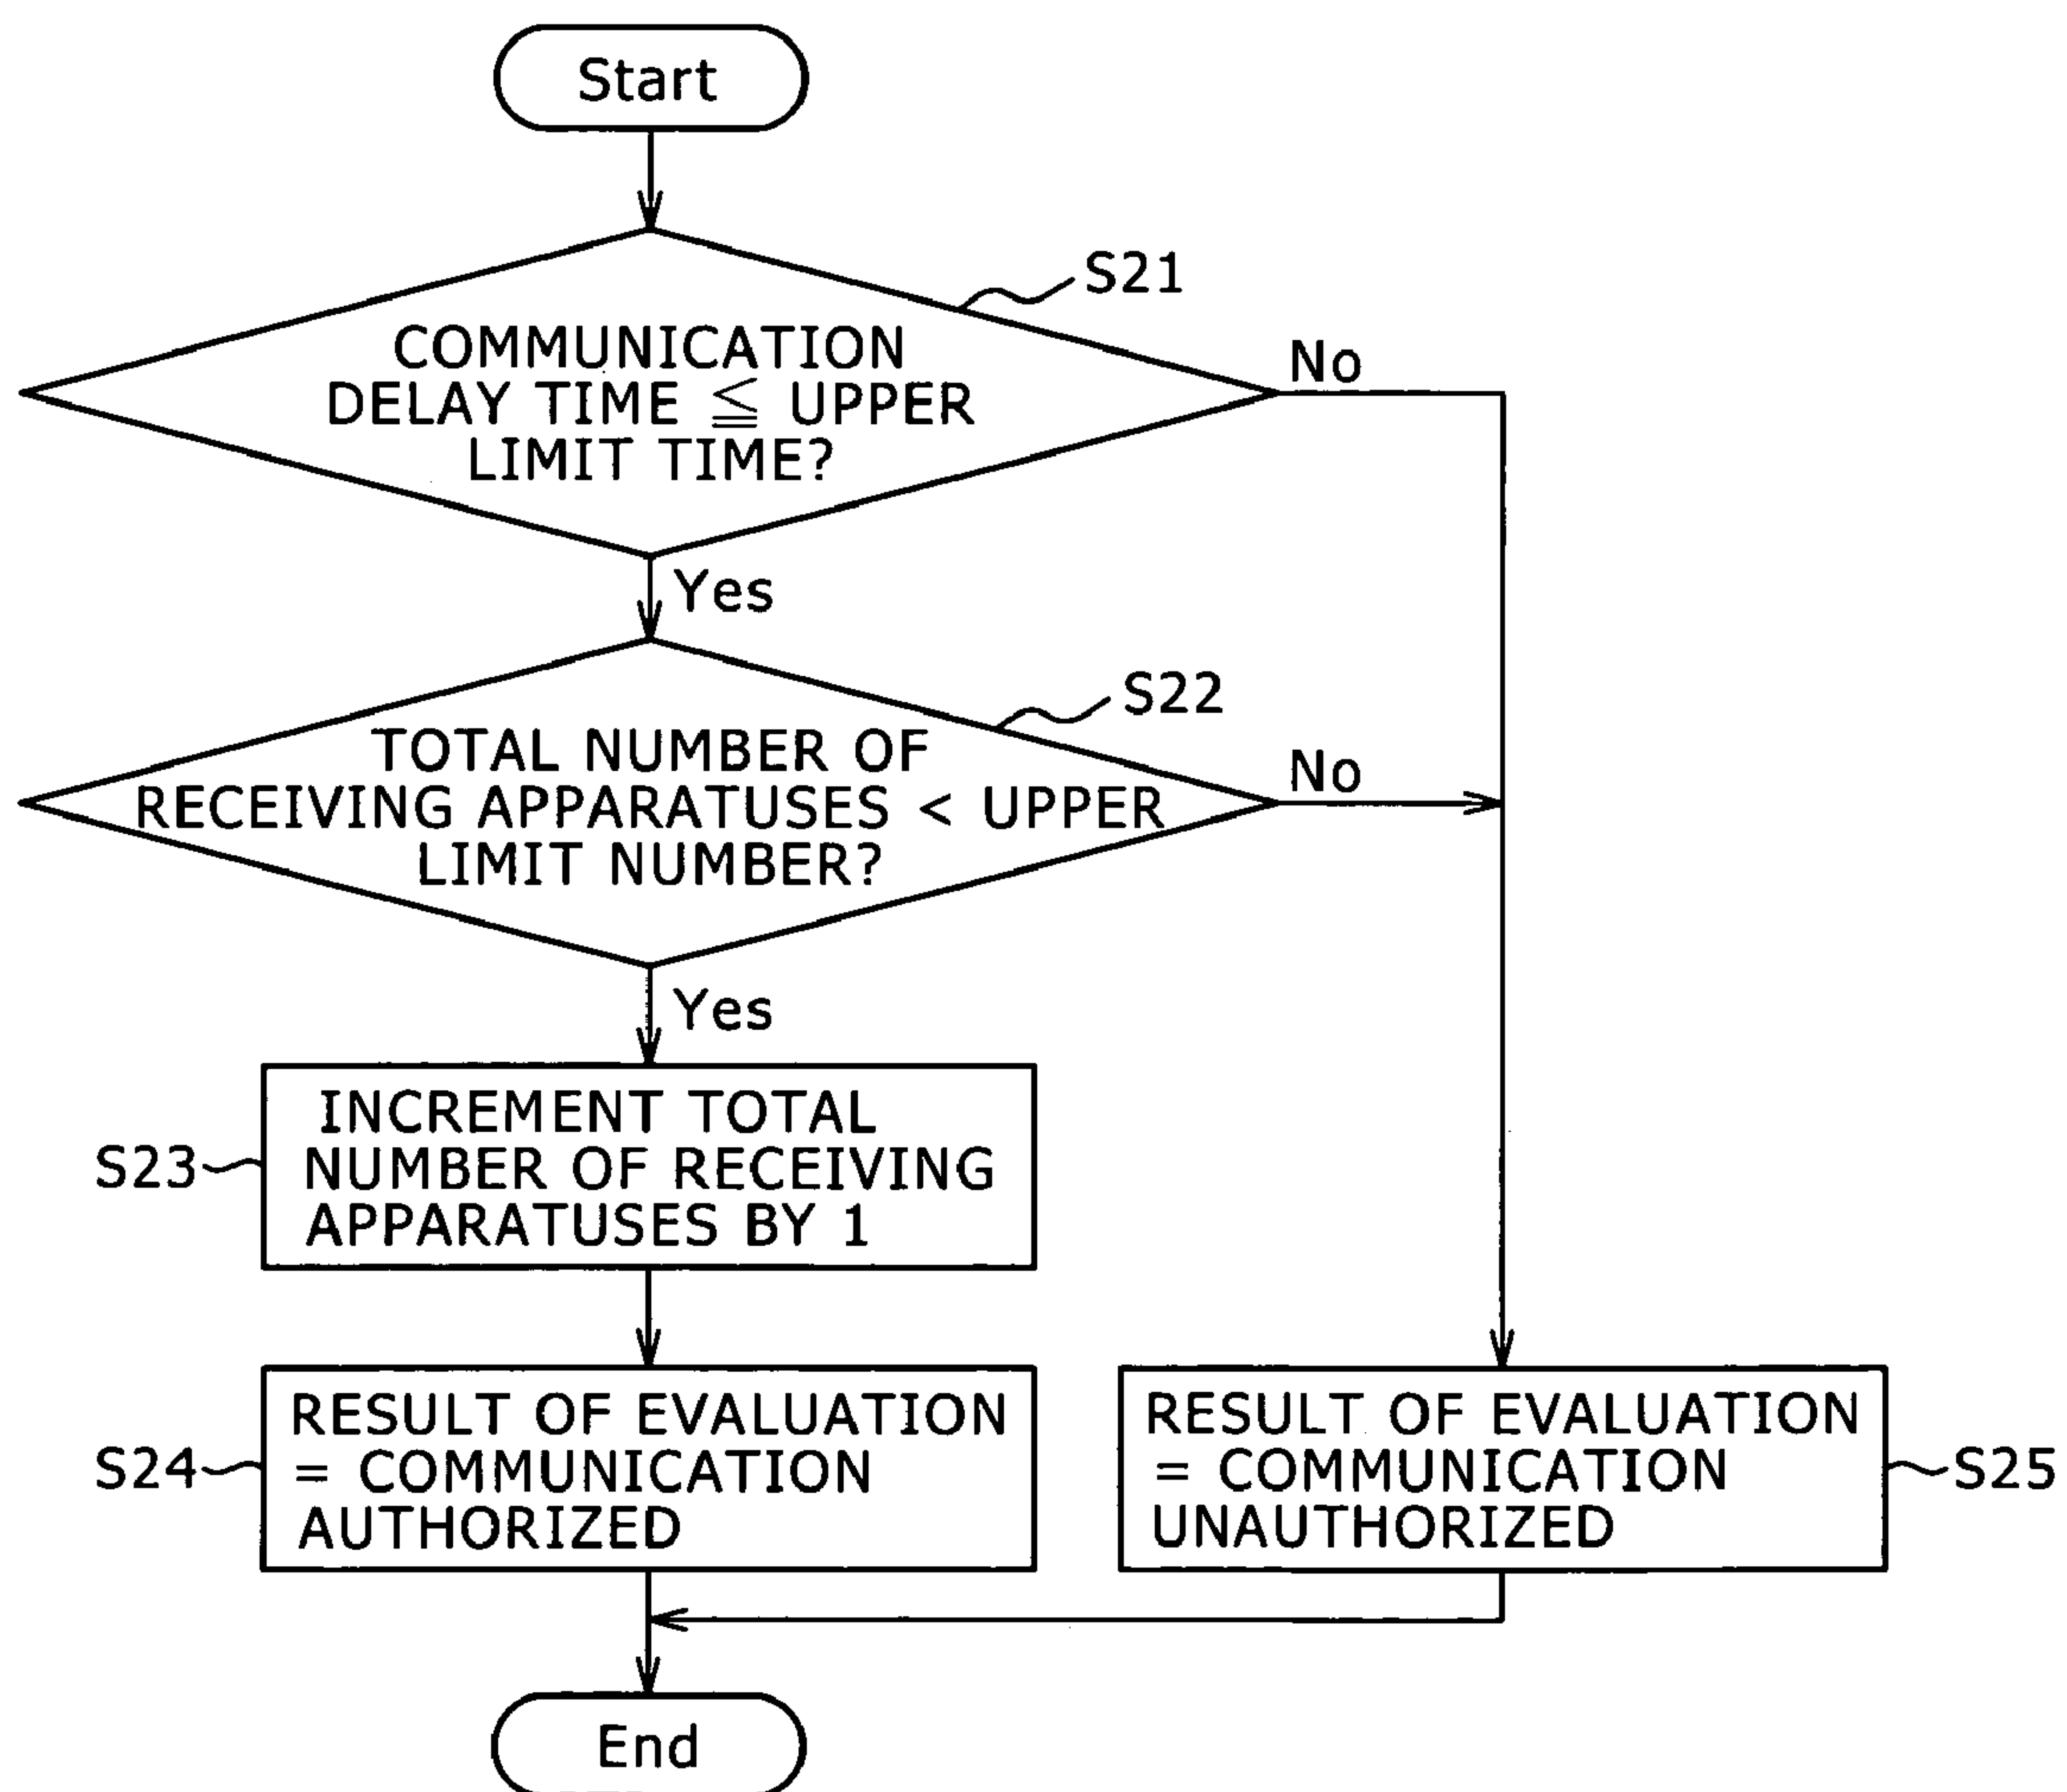 Start
S21
COMMUNICATION
DELAY TIME ≦ UPPER
LIMIT TIME?
No
Yes
S22
TOTAL NUMBER OF
RECEIVING APPARATUSES < UPPER
LIMIT NUMBER?
No
Yes
S23
INCREMENT TOTAL
NUMBER OF RECEIVING
APPARATUSES BY 1
S24
RESULT OF EVALUATION
= COMMUNICATION
AUTHORIZED
RESULT OF EVALUATION
= COMMUNICATION
UNAUTHORIZED
S25
End